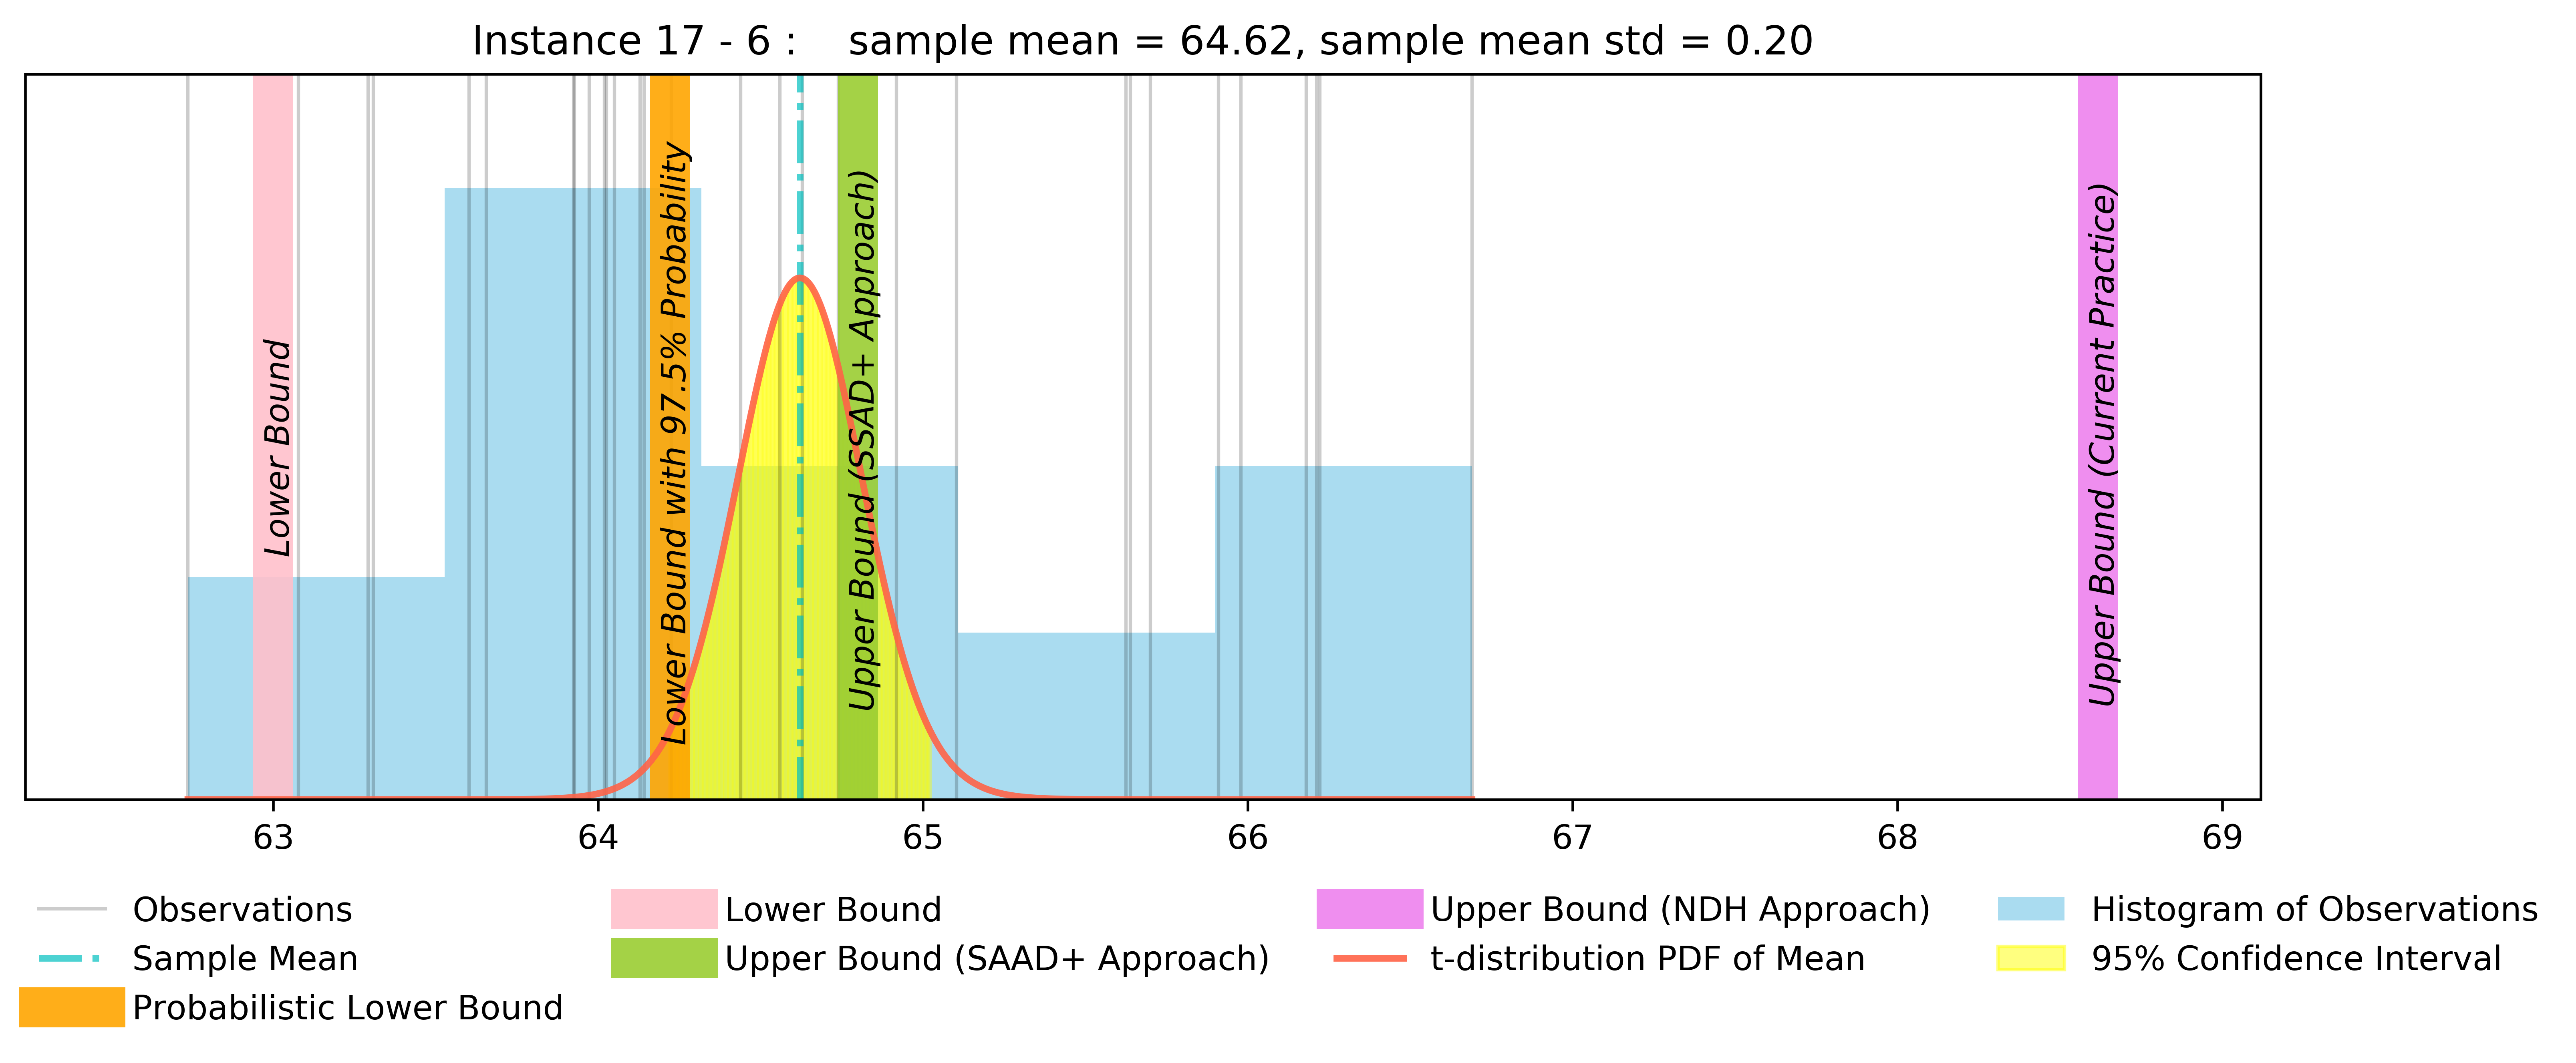 Instance 17 - 6 :    sample mean = 64.62, sample mean std = 0.20
Lower Bound
Lower Bound with 97.5% Probability
Upper Bound (SSAD+ Approach)
Upper Bound (Current Practice)
63 64 65 66 67 68 69
Observations
Sample Mean
Probabilistic Lower Bound
Lower Bound
Upper Bound (SAAD+ Approach)
Upper Bound (NDH Approach)
t-distribution PDF of Mean
Histogram of Observations
95% Confidence Interval